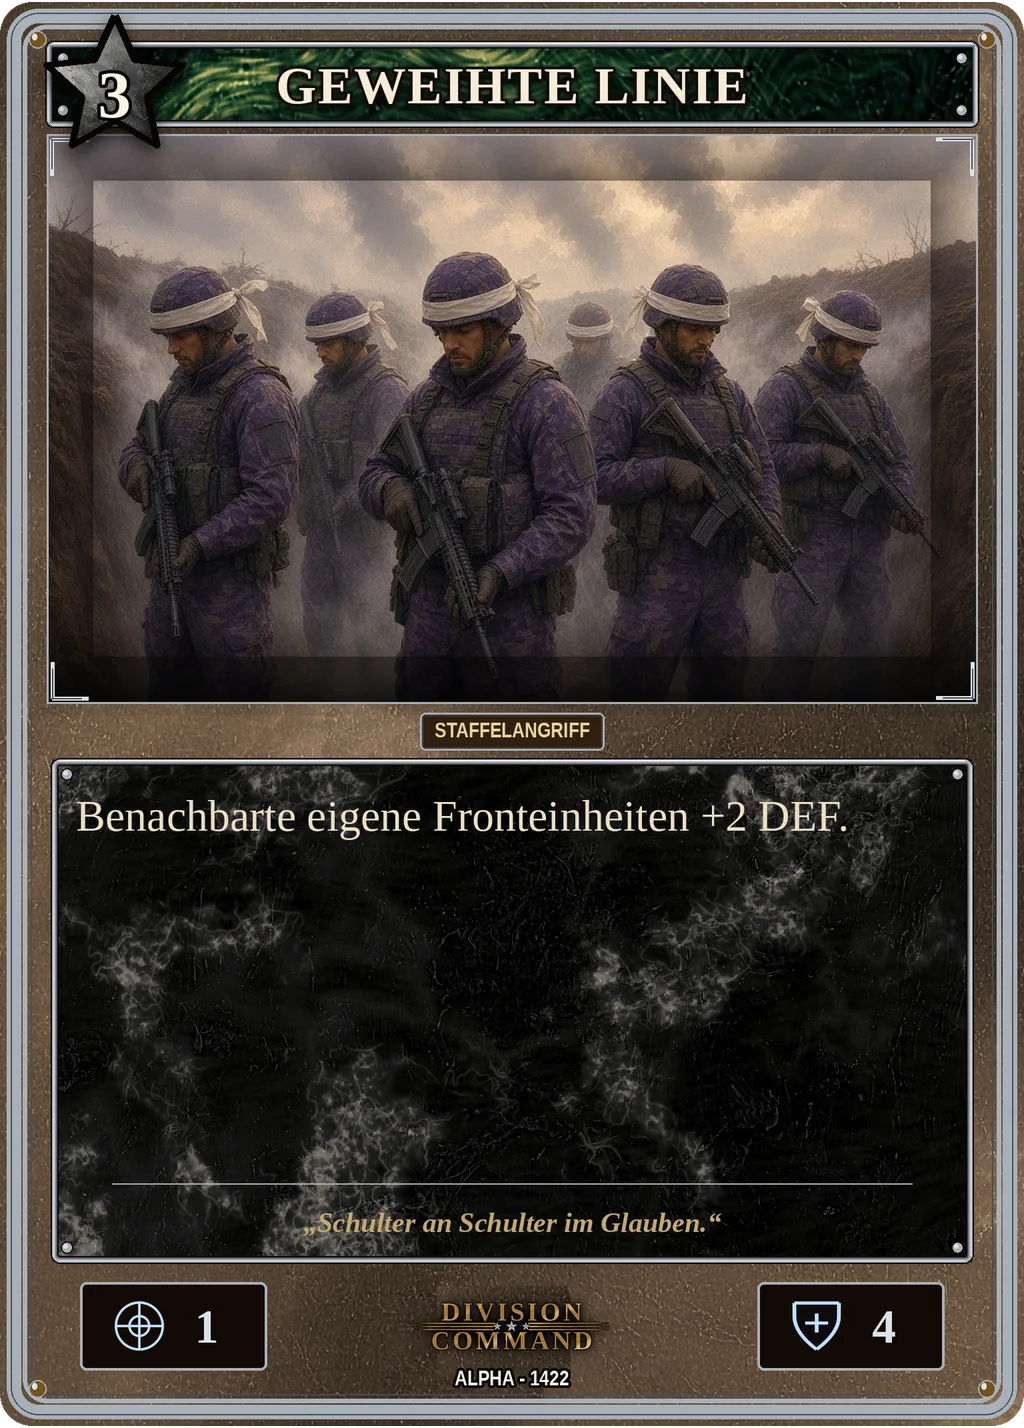 3
GEWEIHTE LINIE
STAFFELANGRIFF
Benachbarte eigene Fronteinheiten +2 DEF.
„Schulter an Schulter im Glauben.“
1
DIVISION
COMMAND
ALPHA - 1422
4